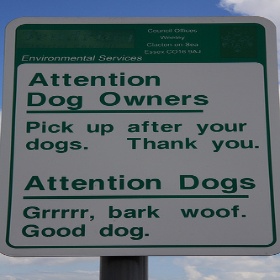 Council Offices,
Weeley
Clacton on Sea
Essex CO16 9AJ
Environmental Services
Attention
Dog Owners
Pick up after your
dogs. Thank you.
Attention Dogs
Grrrrr, bark woof.
Good dog.